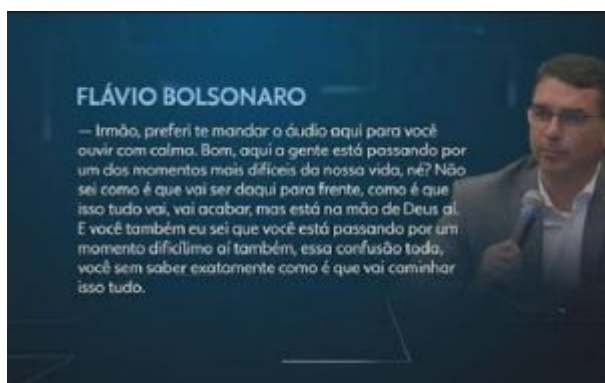 FLÁVIO BOLSONARO
— Irmão, preferi te mandar o áudio aqui para você
ouvir com calma. Bom, aqui a gente está passando por
um dos momentos mais difíceis da nossa vida, né? Não
sei como é que vai ser daqui para frente, como é que
isso tudo vai, vai acabar, mas está na mão de Deus aí.
E você também eu sei que você está passando por um
momento dificílimo aí também, essa confusão toda,
você sem saber exatamente como é que vai caminhar
isso tudo.